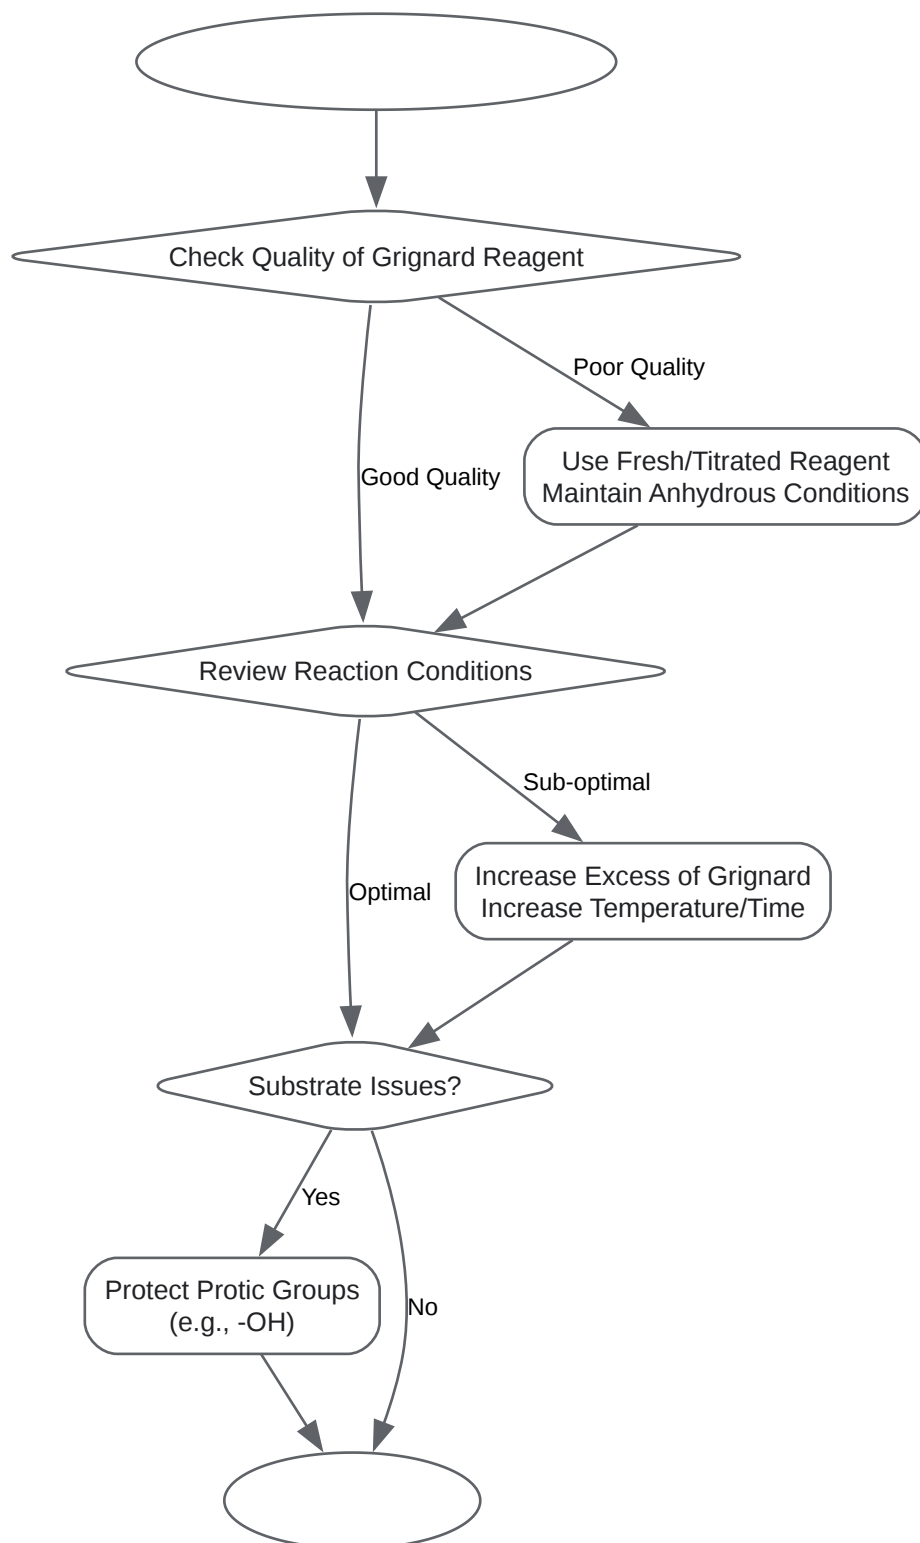 Check Quality of Grignard Reagent
Poor Quality
Use Fresh/Titrated Reagent
Maintain Anhydrous Conditions
Good Quality
Review Reaction Conditions
Sub-optimal
Increase Excess of Grignard
Increase Temperature/Time
Optimal
Substrate Issues?
Yes
Protect Protic Groups
(e.g., -OH)
No